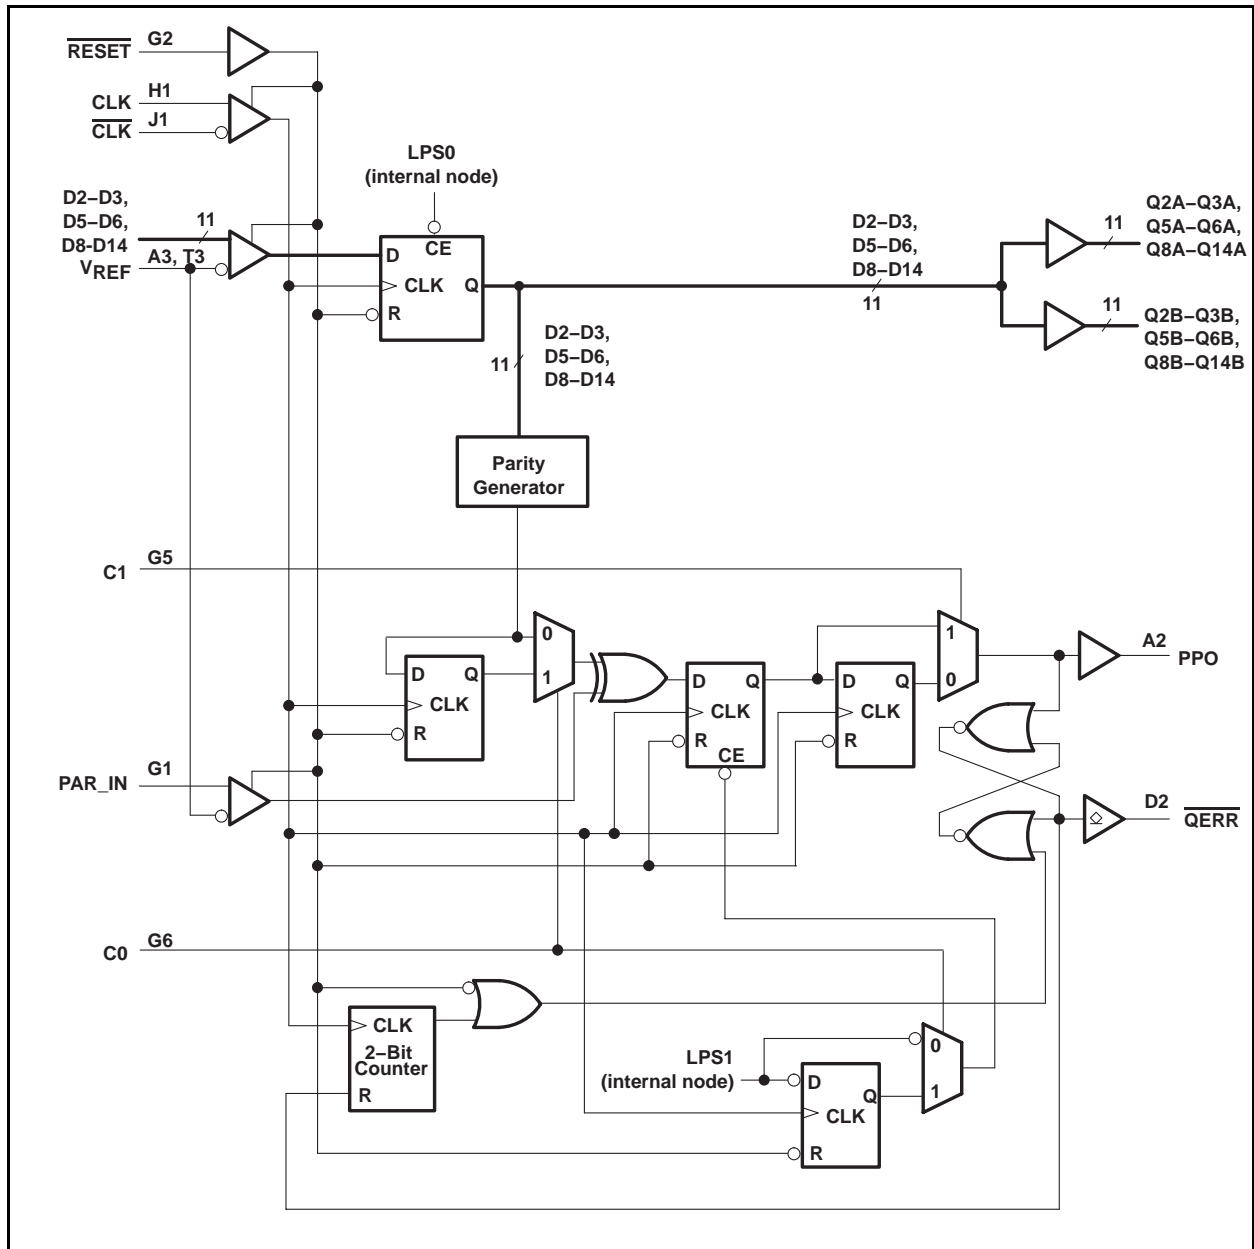 RESET G2
CLK H1
CLK J1
LPS0
(internal node)
D2–D3,
D5–D6,
D8-D14
11
VREF A3, T3
D
CE
CLK
Q
R
D2–D3,
D5–D6,
D8–D14
11
D2–D3,
D5–D6,
D8–D14
11
11
Q2A–Q3A,
Q5A–Q6A,
Q8A–Q14A
11
Q2B–Q3B,
Q5B–Q6B,
Q8B–Q14B
Parity
Generator
C1 G5
0
1
D Q
CLK
R
D Q
CLK
R
CE
D Q
CLK
R
1
0
A2
PPO
PAR_IN G1
D2
QERR
C0 G6
CLK
2–Bit
Counter
R
LPS1
(internal node)
D
Q
CLK
R
0
1